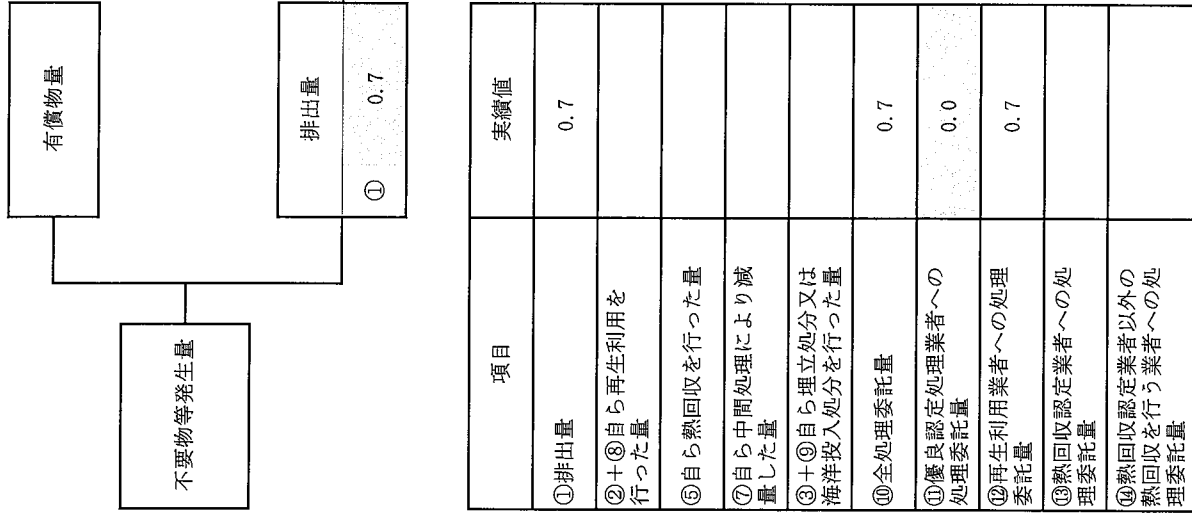 不要物等発生量
有償物量
排出量
① 0.7
項目 実績値
①排出量 0.7
②+⑧自ら再生利用を
行った量
⑤自ら熱回収を行った量
⑦自ら中間処理により減
量した量
③+⑨自ら埋立処分又は
海洋投入処分を行った量
⑩全処理委託量 0.7
⑪優良認定処理業者への
処理委託量 0.0
⑫再生利用業者への処理
委託量 0.7
⑬熱回収認定業者への処
理委託量
⑭熱回収認定業者以外の
熱回収を行う業者への処
理委託量